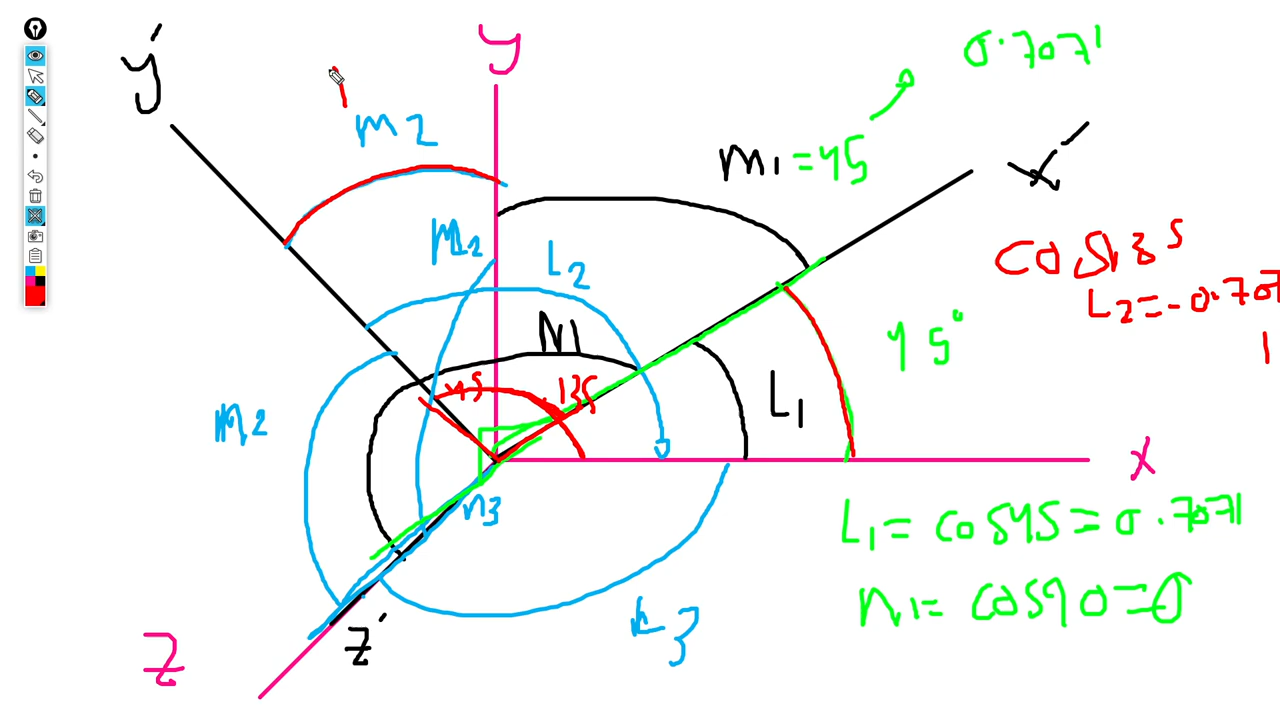 y'
y
0.7071
m2
m1 = 45
x'
m2
L2
cos135
L2 = -0.707
1
N1
45°
45
135
L1
m2
x
n3
L1 = cos45 = 0.7071
n1 = cos90 = 0
z'
z